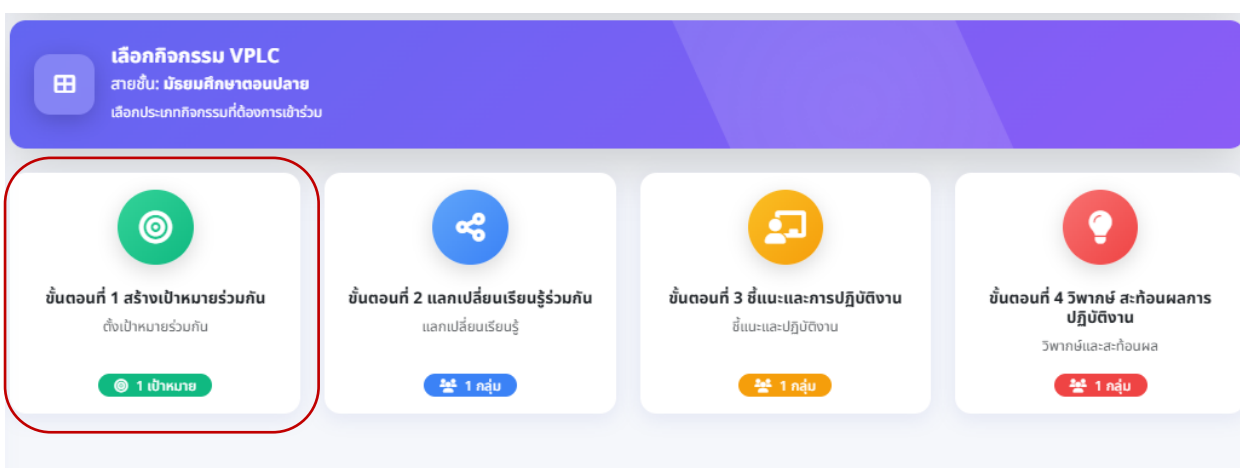 เลือกกิจกรรม VPLC
สายชั้น: มัธยมศึกษาตอนปลาย
เลือกประเภทกิจกรรมที่ต้องการเข้าร่วม
ขั้นตอนที่ 1 สร้างเป้าหมายร่วมกัน
ตั้งเป้าหมายร่วมกัน
1 เป้าหมาย
ขั้นตอนที่ 2 แลกเปลี่ยนเรียนรู้ร่วมกัน
แลกเปลี่ยนเรียนรู้
1 กลุ่ม
ขั้นตอนที่ 3 ชี้แนะและการปฏิบัติงาน
ชี้แนะและปฏิบัติงาน
1 กลุ่ม
ขั้นตอนที่ 4 วิพากษ์ สะท้อนผลการ
ปฏิบัติงาน
วิพากษ์และสะท้อนผล
1 กลุ่ม